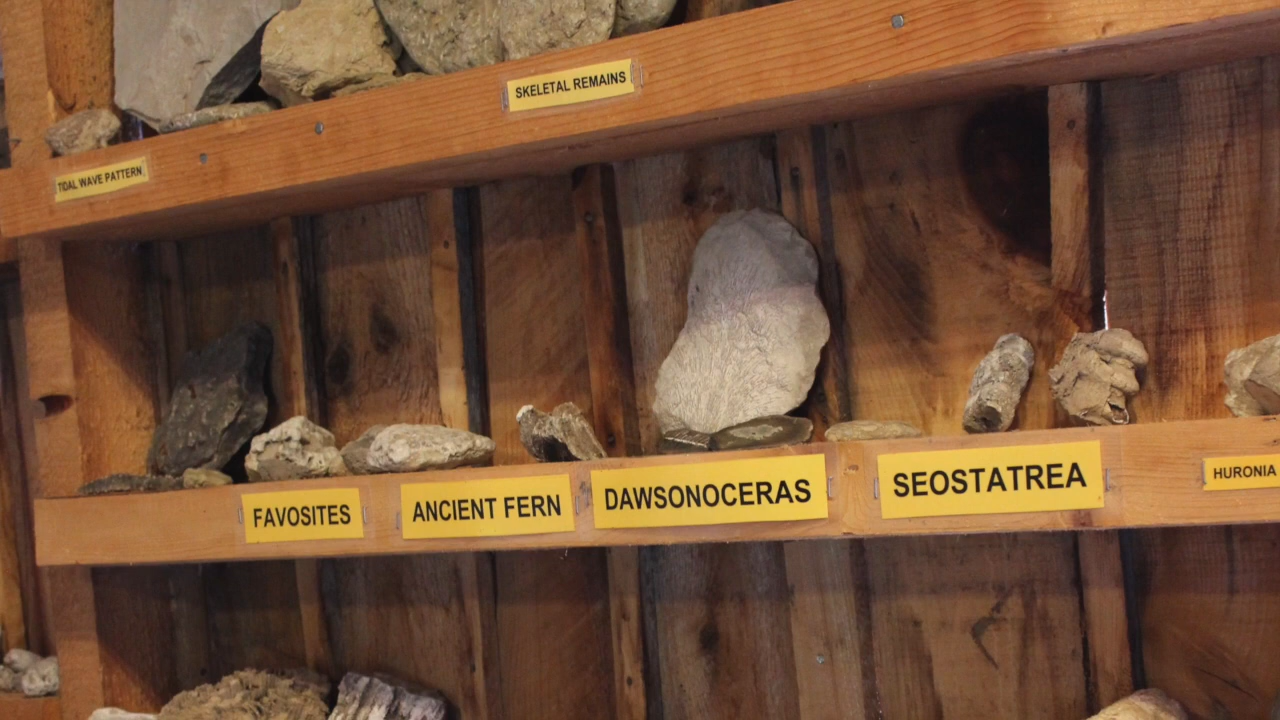 SKELETAL REMAINS
TIDAL WAVE PATTERN
FAVOSITES
ANCIENT FERN
DAWSONOCERAS
SEOSTATREA
HURONIA